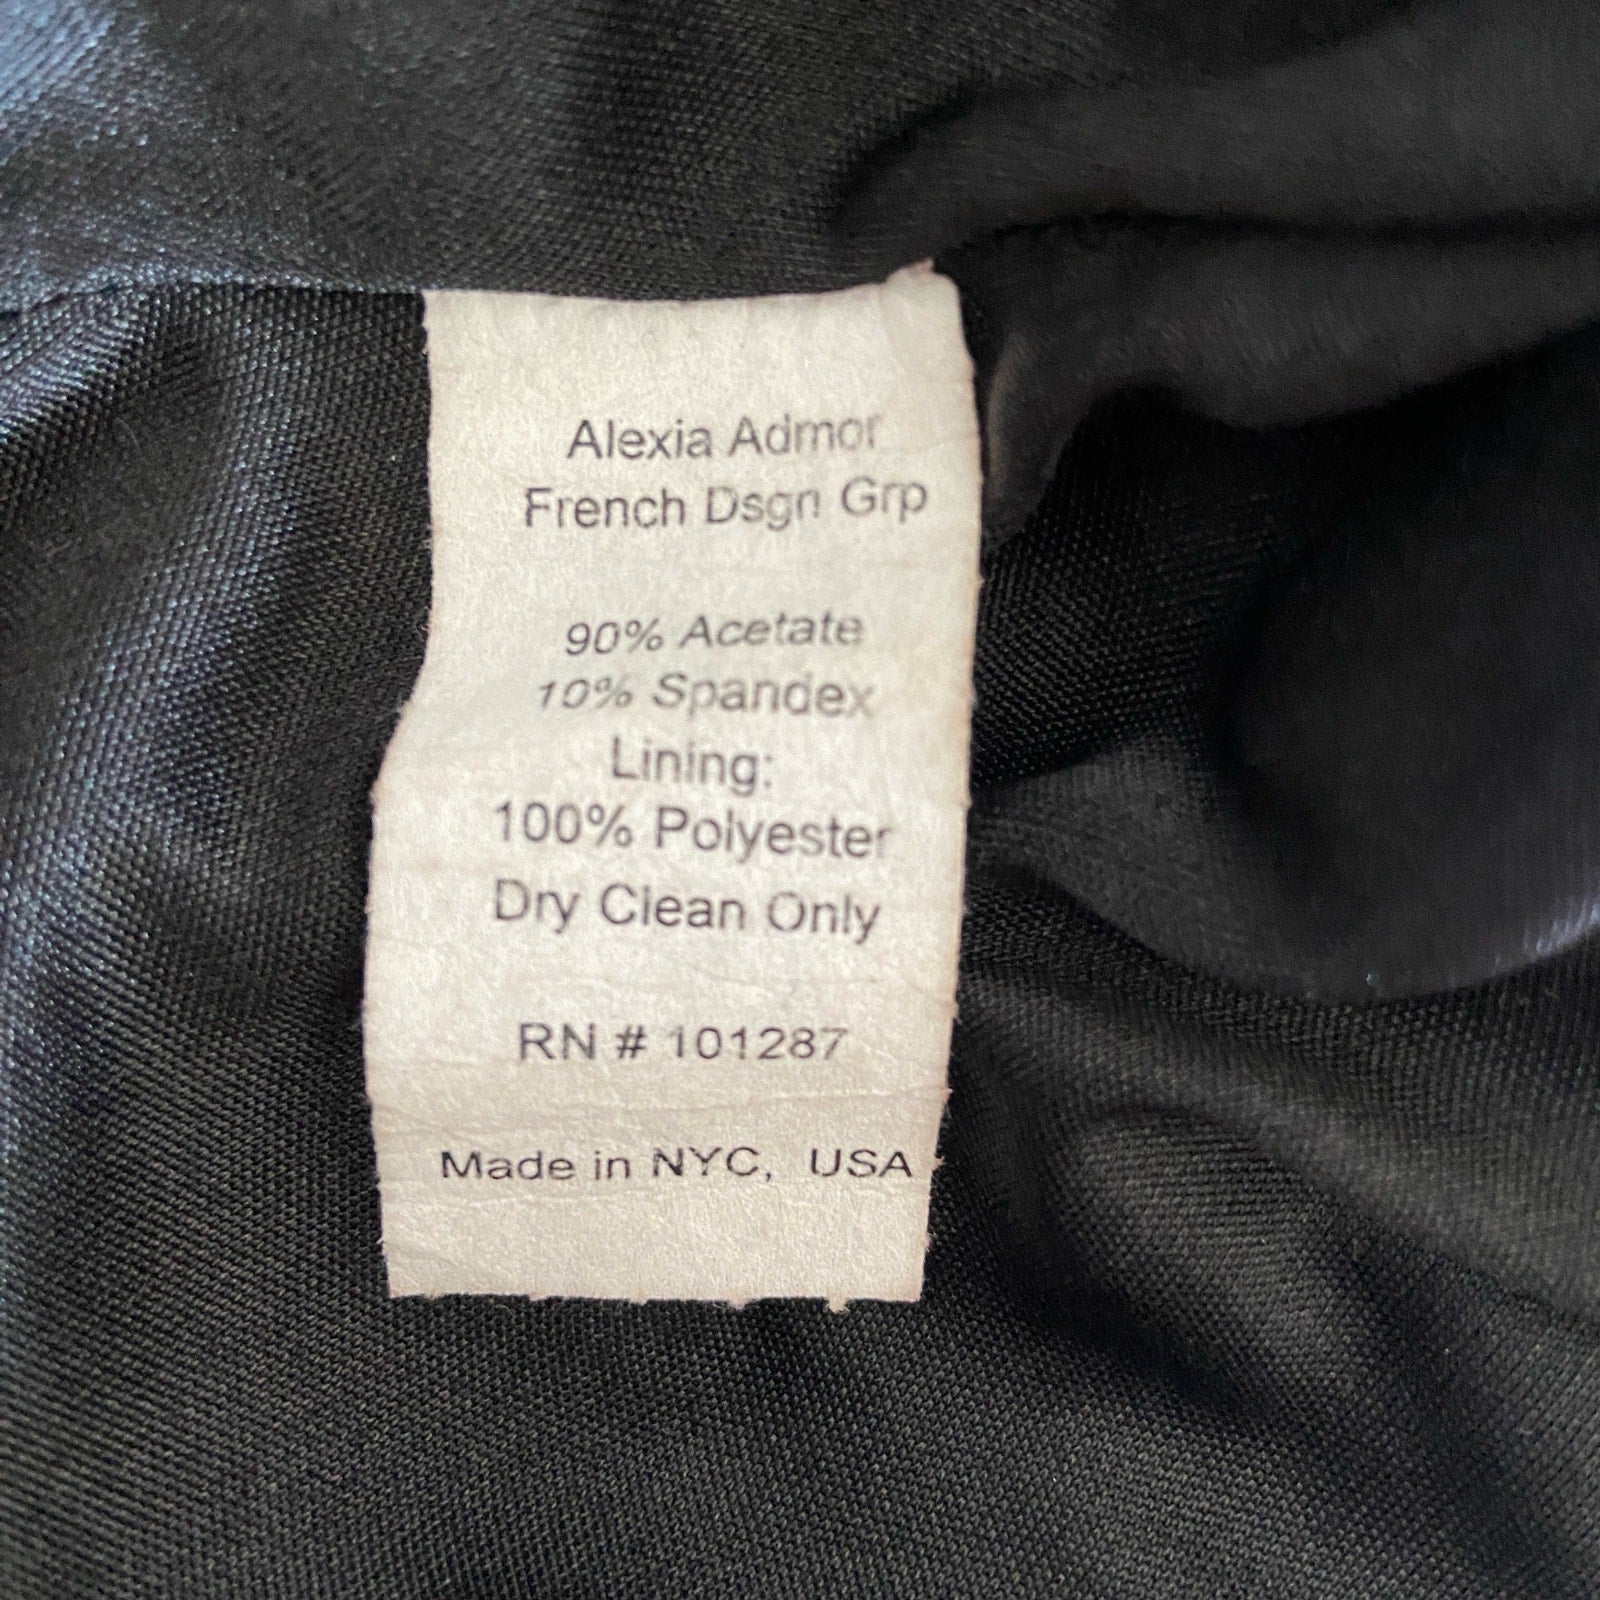 Alexia Admor
French Dsgn Grp
90% Acetate
10% Spandex
Lining:
100% Polyester
Dry Clean Only
RN # 101287
Made in NYC, USA